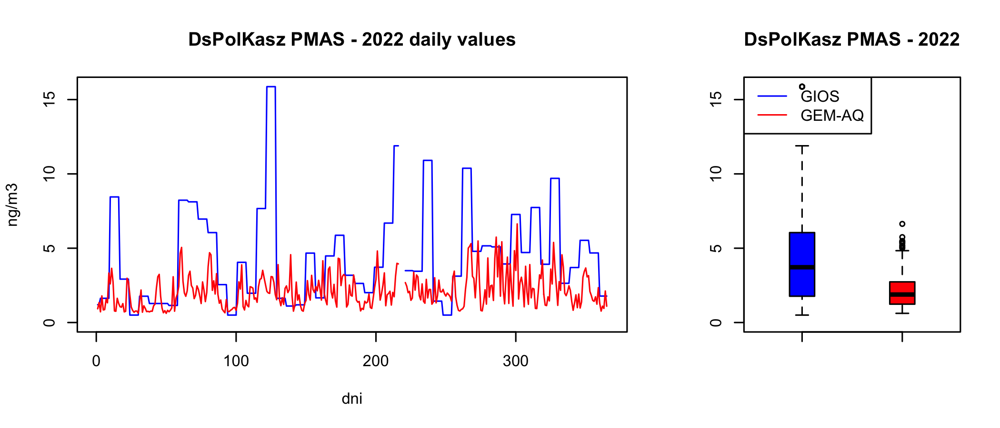 DsPolKasz PMAS - 2022 daily values
ng/m3
15
10
5
0
0 100 200 300
dni
DsPolKasz PMAS - 2022
15
10
5
0
GIOS
GEM-AQ